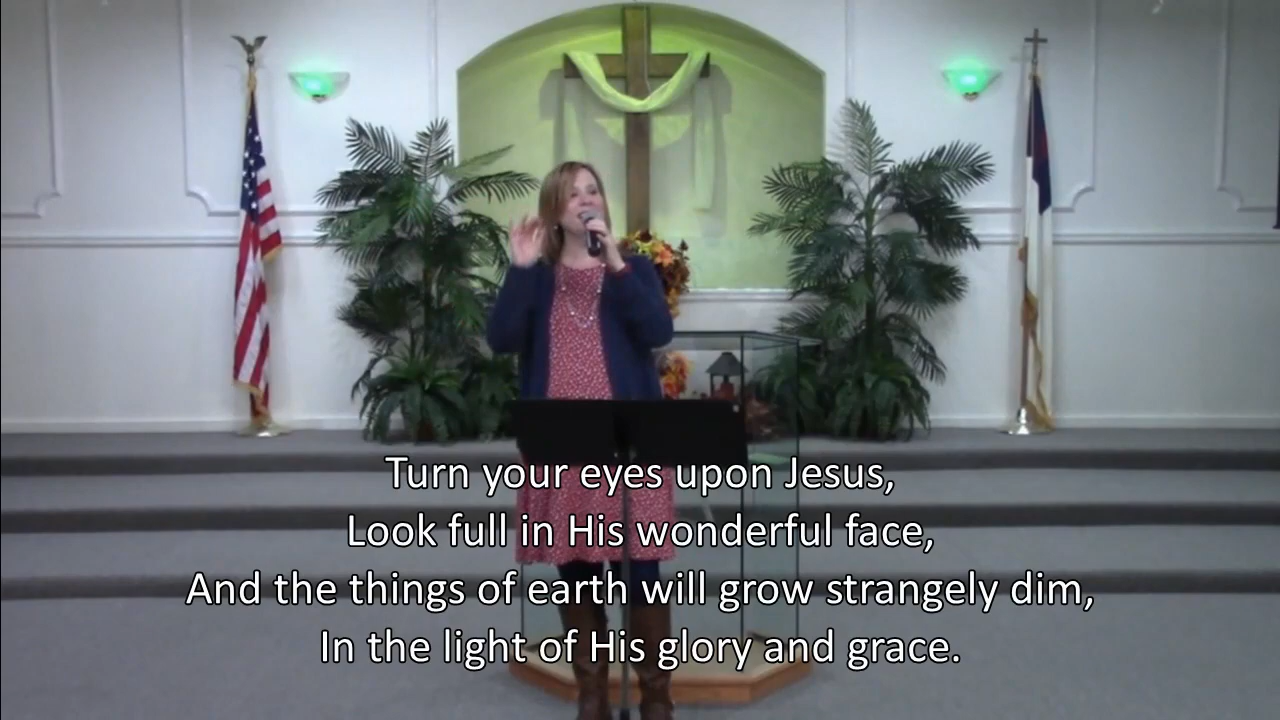 Turn your eyes upon Jesus,
Look full in His wonderful face,
And the things of earth will grow strangely dim,
In the light of His glory and grace.